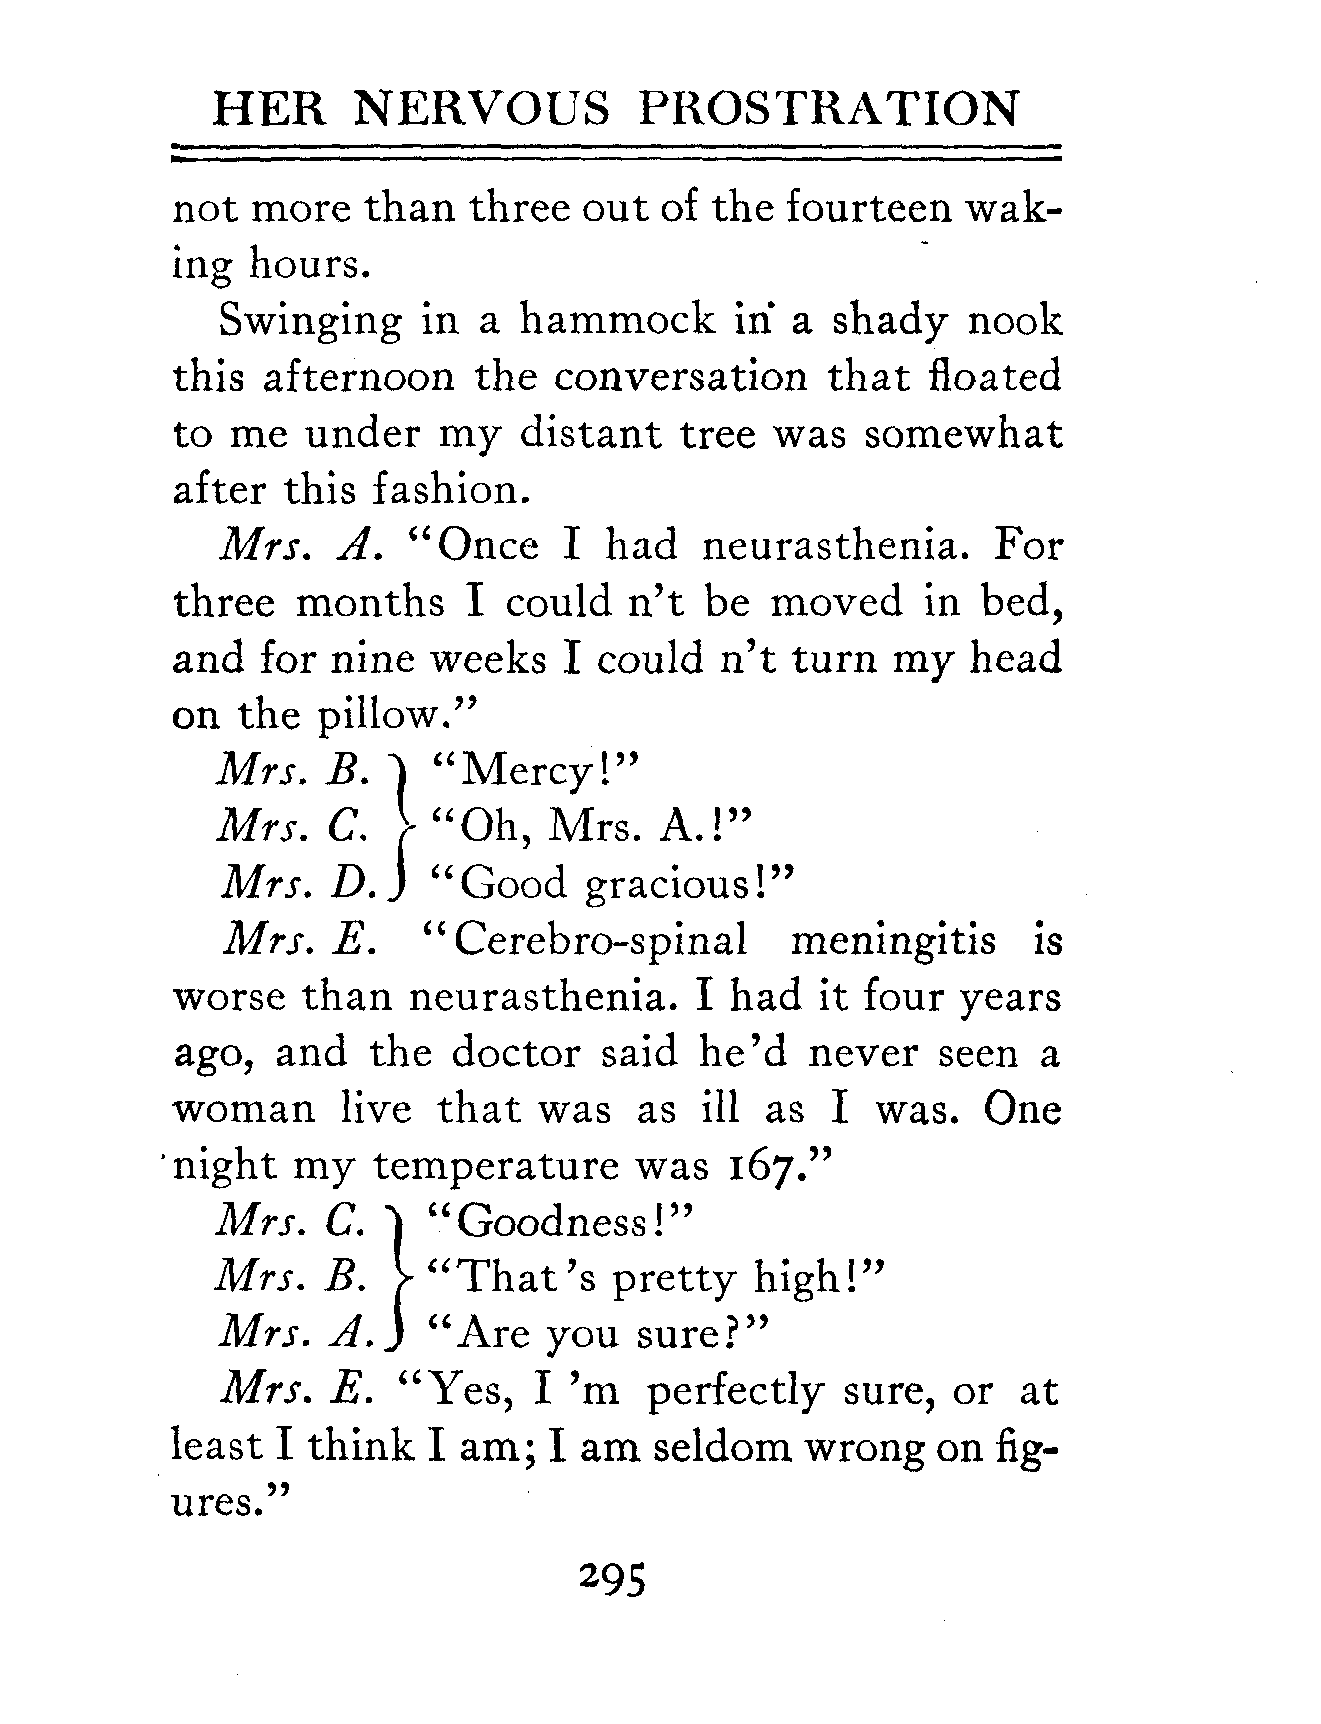 HER NERVOUS PROSTRATION
not more than three out of the fourteen wak-
ing hours.
Swinging in a hammock in a shady nook
this afternoon the conversation that floated
to me under my distant tree was somewhat
after this fashion.
Mrs. A. “Once I had neurasthenia. For
three months I could n’t be moved in bed,
and for nine weeks I could n’t turn my head
on the pillow.”
Mrs. B. } “Mercy!”
Mrs. C. } “Oh, Mrs. A.!”
Mrs. D. } “Good gracious!”
Mrs. E. “Cerebro-spinal meningitis is
worse than neurasthenia. I had it four years
ago, and the doctor said he’d never seen a
woman live that was as ill as I was. One
night my temperature was 167.”
Mrs. C. } “Goodness!”
Mrs. B. } “That’s pretty high!”
Mrs. A. } “Are you sure?”
Mrs. E. “Yes, I ’m perfectly sure, or at
least I think I am; I am seldom wrong on fig-
ures.”
295